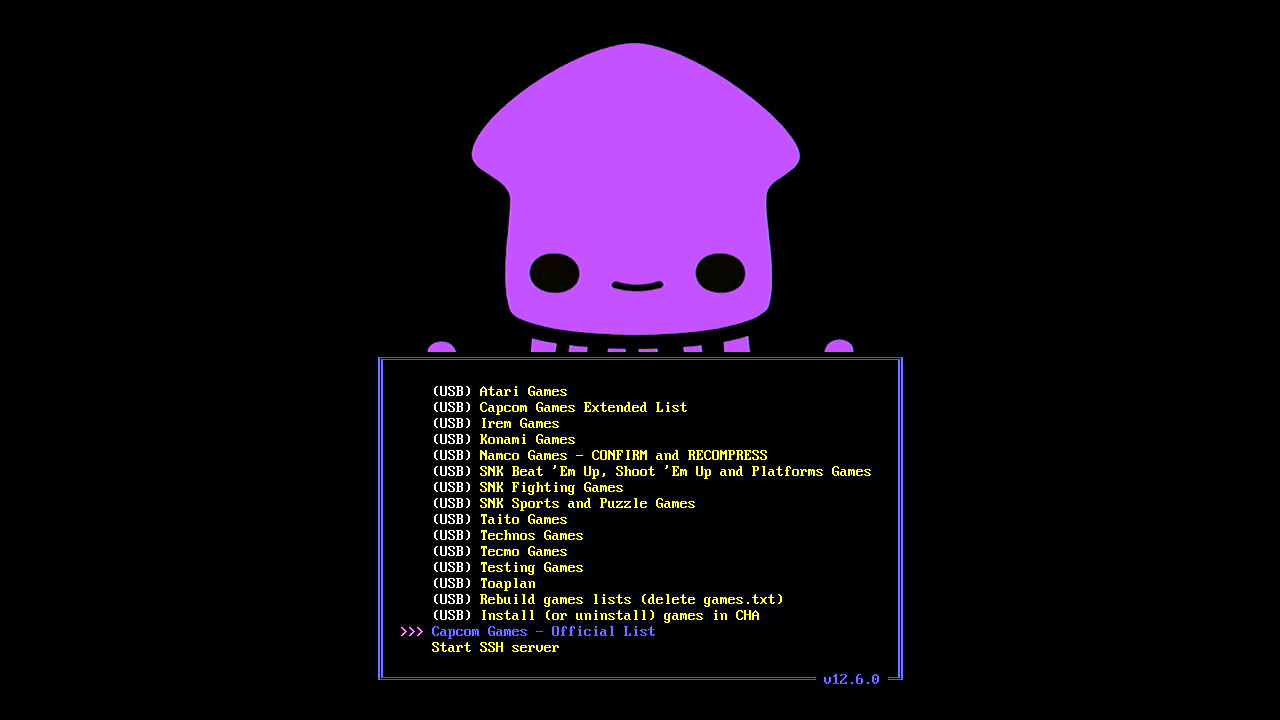 (USB) Atari Games
(USB) Capcom Games Extended List
(USB) Irem Games
(USB) Konami Games
(USB) Namco Games - CONFIRM and RECOMPRESS
(USB) SNK Beat 'Em Up, Shoot 'Em Up and Platforms Games
(USB) SNK Fighting Games
(USB) SNK Sports and Puzzle Games
(USB) Taito Games
(USB) Technos Games
(USB) Tecmo Games
(USB) Testing Games
(USB) Toaplan
(USB) Rebuild games lists (delete games.txt)
(USB) Install (or uninstall) games in CHA
>>> Capcom Games - Official List
Start SSH server
v12.6.0